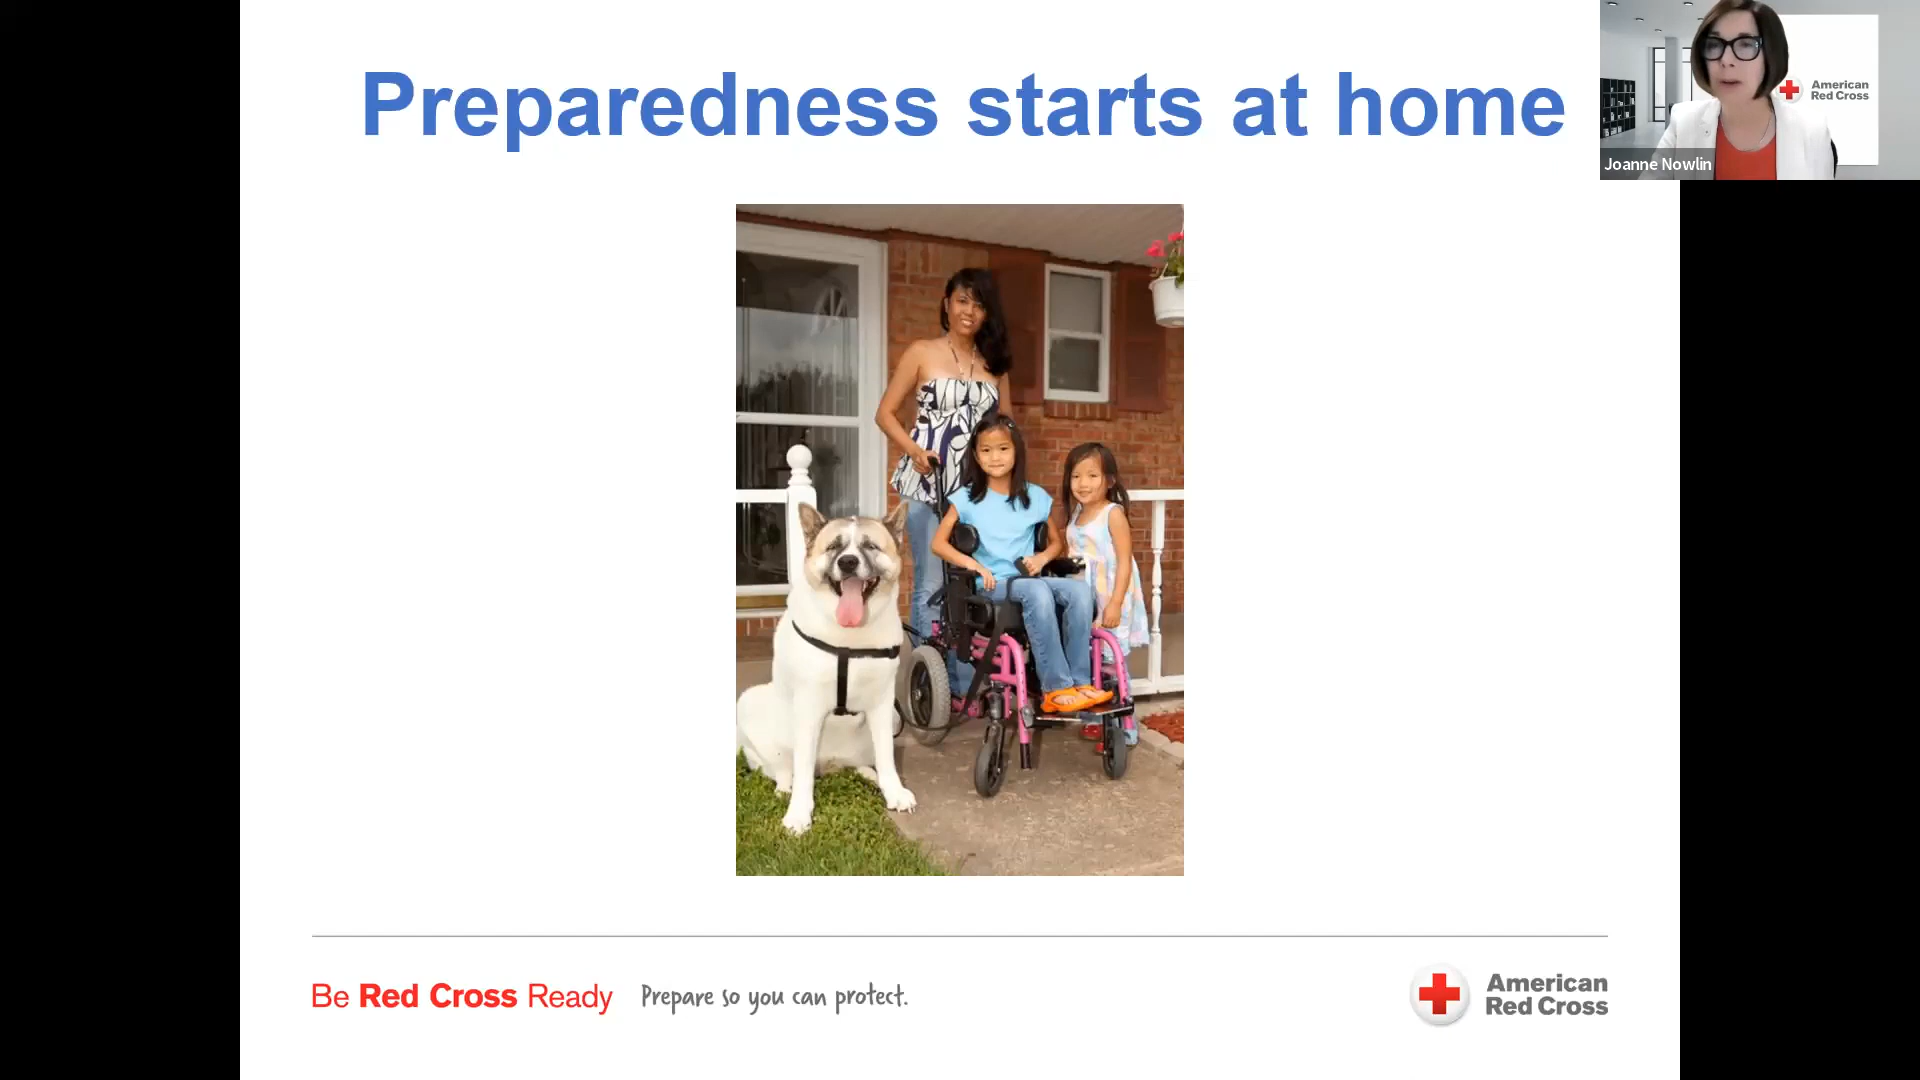 Preparedness starts at home
American
Red Cross
Joanne Nowlin
Be Red Cross Ready
Prepare so you can protect.
American
Red Cross